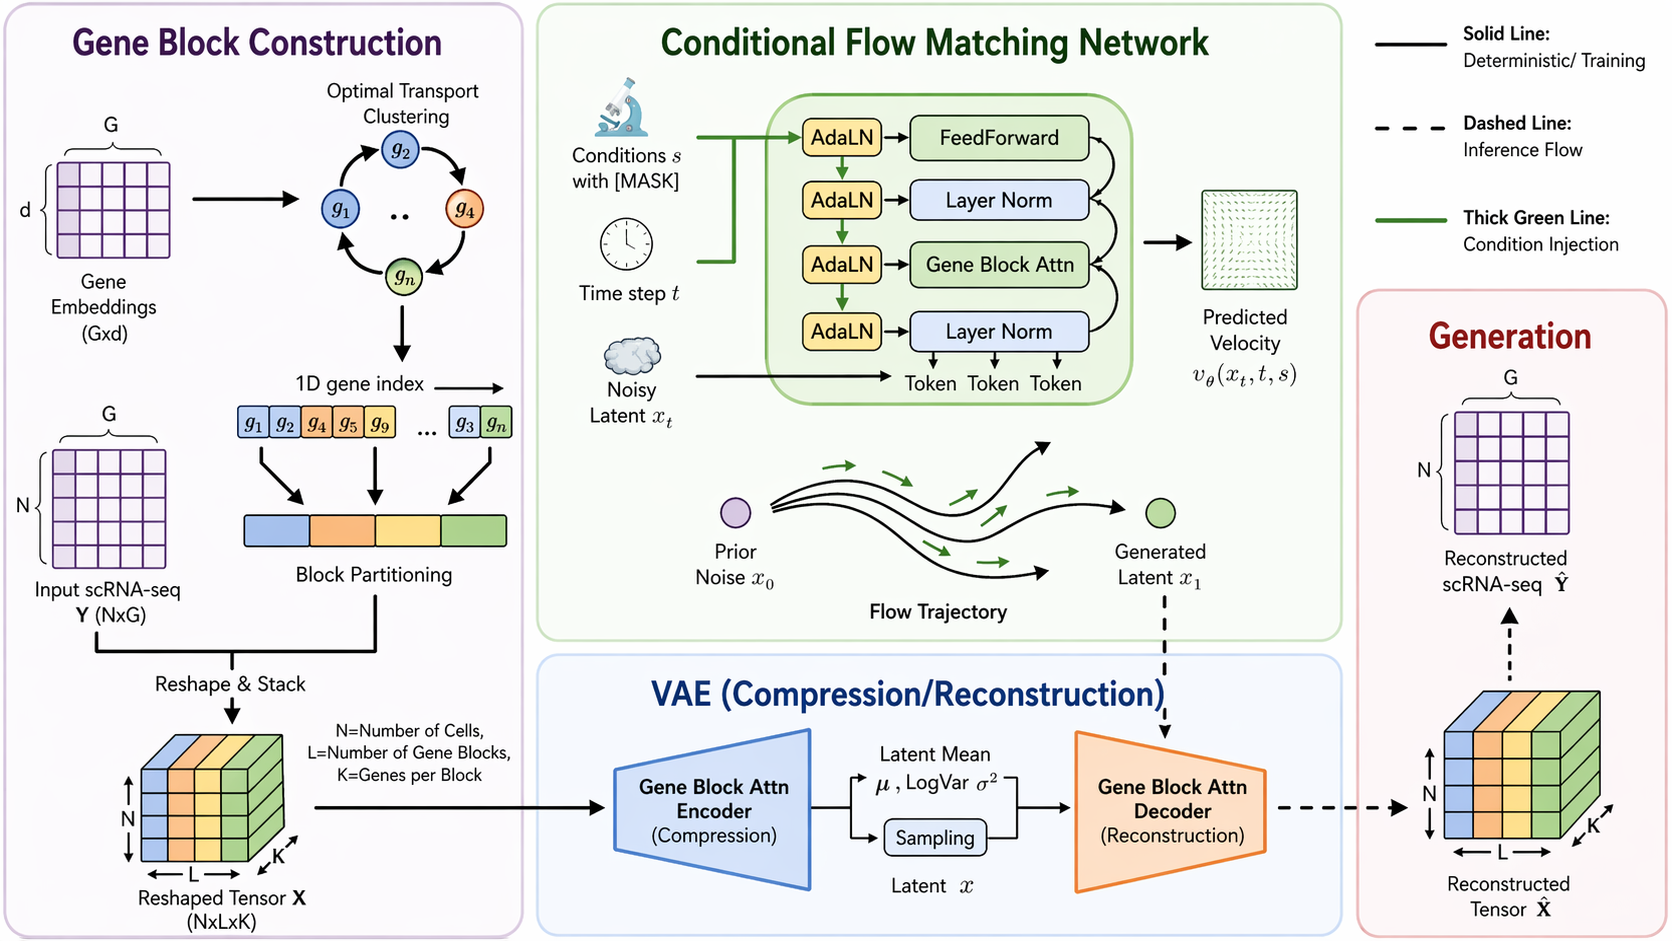 Gene Block Construction
Optimal Transport
Clustering
G
d
g₂
g₁
..
g₄
gₙ
Gene
Embeddings
(Gxd)
1D gene index
g₁ g₂ g₄ g₅ g₉ ... g₃ gₙ
G
N
Input scRNA-seq
Y (NxG)
Block Partitioning
Reshape & Stack
N=Number of Cells,
L=Number of Gene Blocks,
K=Genes per Block
N
L
K
Reshaped Tensor X
(NxLxK)
Conditional Flow Matching Network
Conditions s
with [MASK]
Time step t
Noisy
Latent xₜ
AdaLN
FeedForward
AdaLN
Layer Norm
AdaLN
Gene Block Attn
AdaLN
Layer Norm
Token Token Token
Predicted
Velocity
v_θ(xₜ, t, s)
Prior
Noise x₀
Generated
Latent x₁
Flow Trajectory
VAE (Compression/Reconstruction)
Gene Block Attn
Encoder
(Compression)
Latent Mean
μ , LogVar σ²
Sampling
Latent x
Gene Block Attn
Decoder
(Reconstruction)
Solid Line:
Deterministic/ Training
Dashed Line:
Inference Flow
Thick Green Line:
Condition Injection
Generation
G
N
Reconstructed
scRNA-seq Ŷ
N
L
K
Reconstructed
Tensor X̂